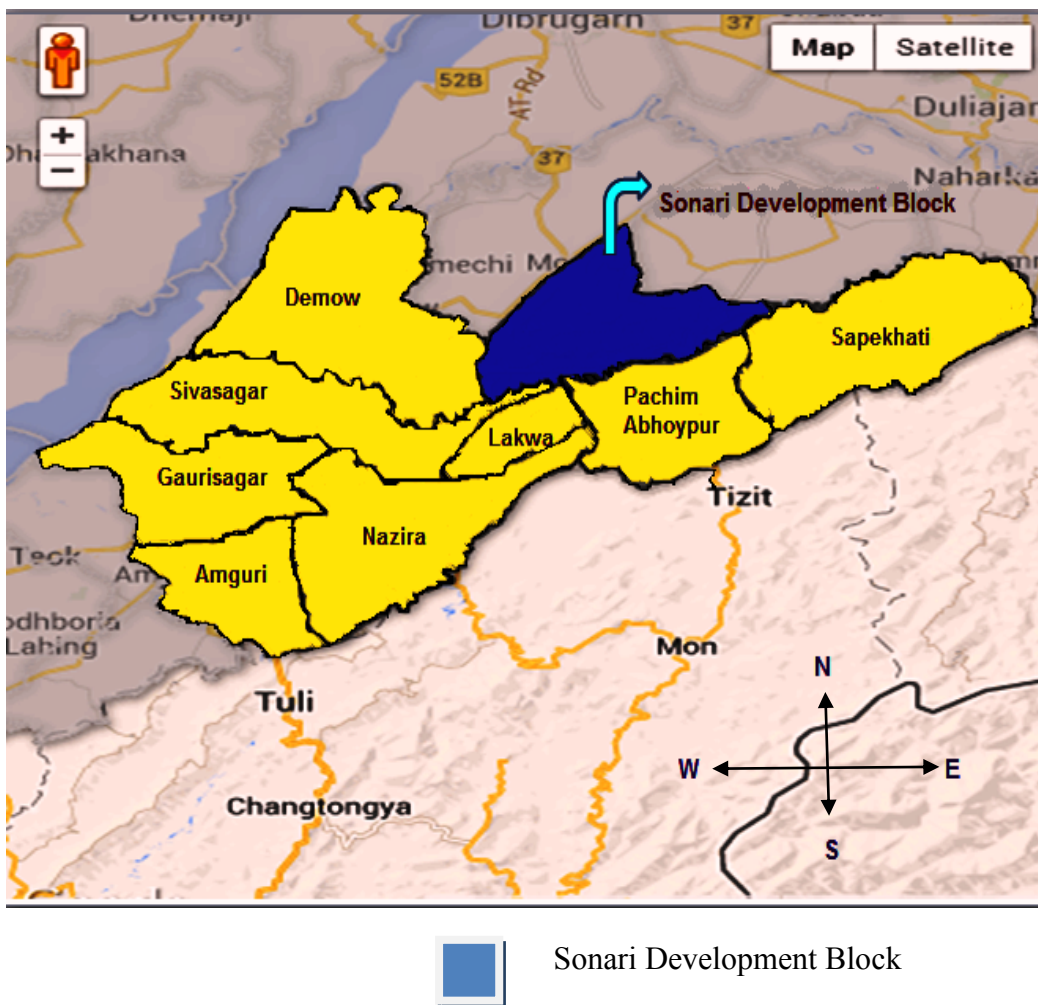 Dibrugarh
37
Map
Satellite
52B
AT-Rd
Duliajan
37
+
−
Sonari Development Block
Demow
Sapekhati
Sivasagar
Pachim
Abhoypur
Lakwa
Gaurisagar
Tizit
Nazira
Teok
Amguri
Lahing
Mon
N
Tuli
W
E
Changtongya
S
Sonari Development Block